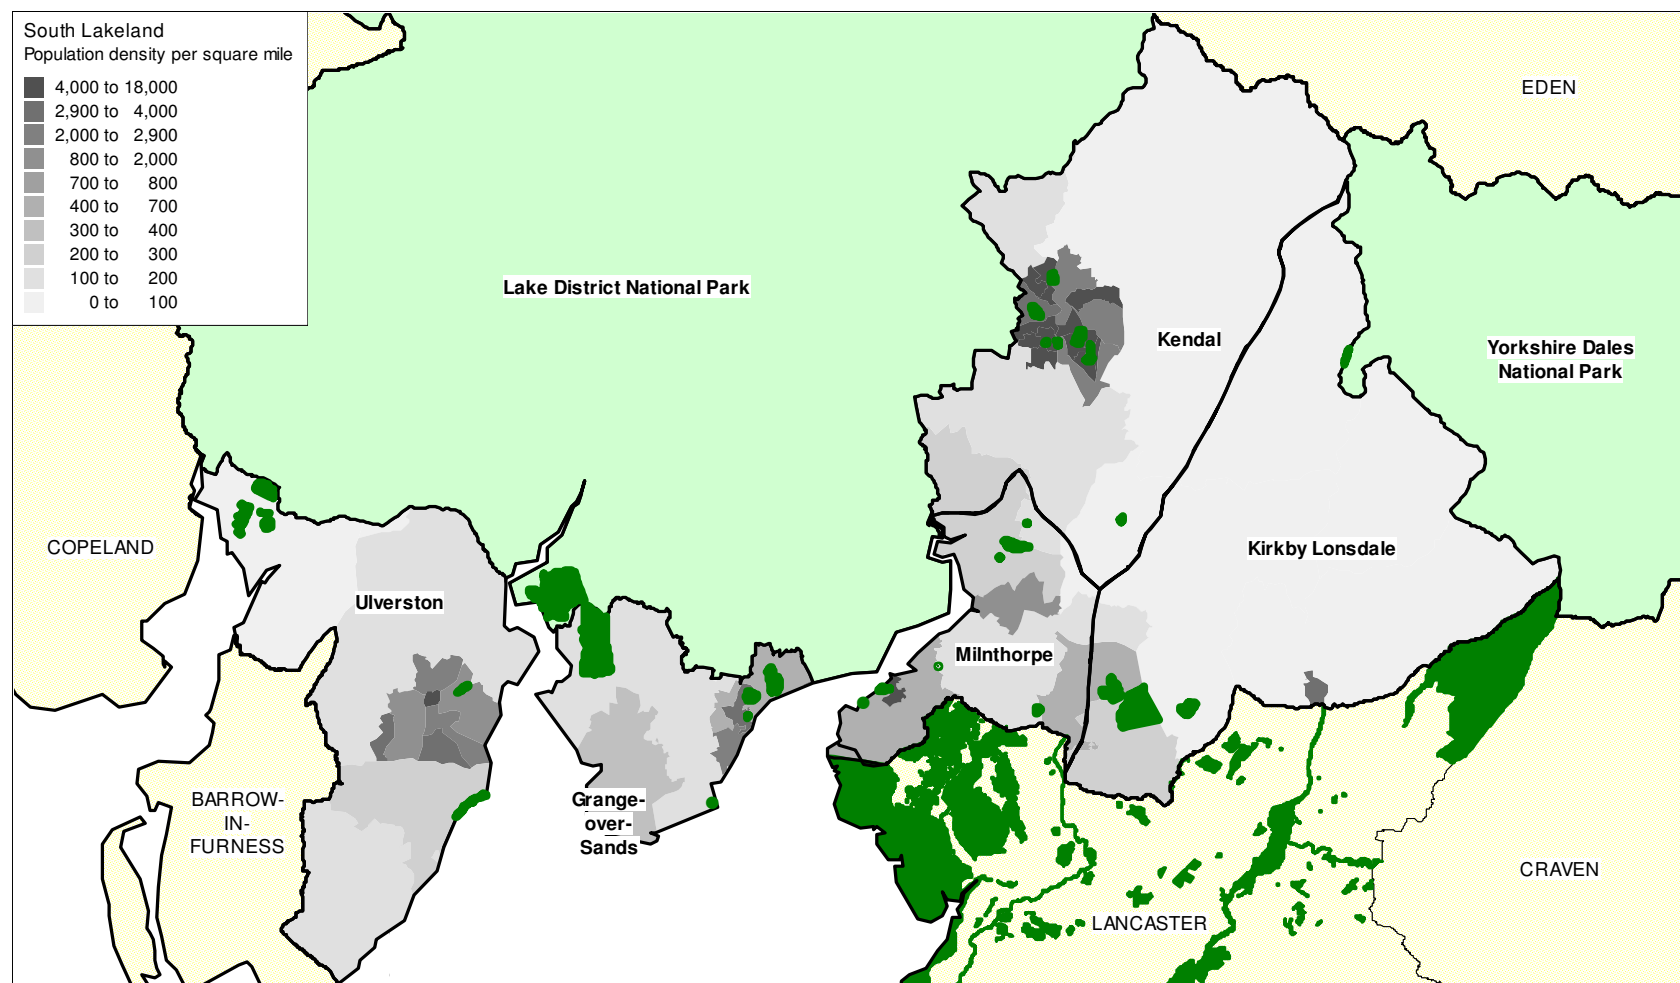 South Lakeland
Population density per square mile
4,000 to 18,000
2,900 to 4,000
2,000 to 2,900
800 to 2,000
700 to 800
400 to 700
300 to 400
200 to 300
100 to 200
0 to 100
EDEN
Lake District National Park
Kendal
Yorkshire Dales
National Park
COPELAND
Kirkby Lonsdale
Ulverston
Milnthorpe
Grange-
over-
Sands
BARROW-
IN-
FURNESS
CRAVEN
LANCASTER